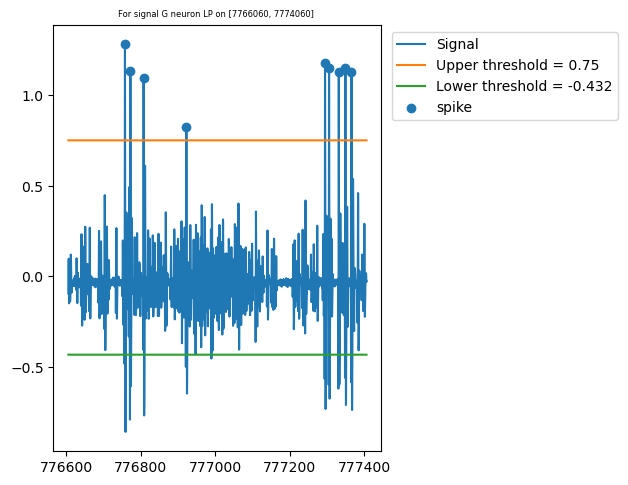 For signal G neuron LP on [7766060, 7774060]
Signal
Upper threshold = 0.75
Lower threshold = -0.432
spike
1.0
0.5
0.0
−0.5
776600 776800 777000 777200 777400